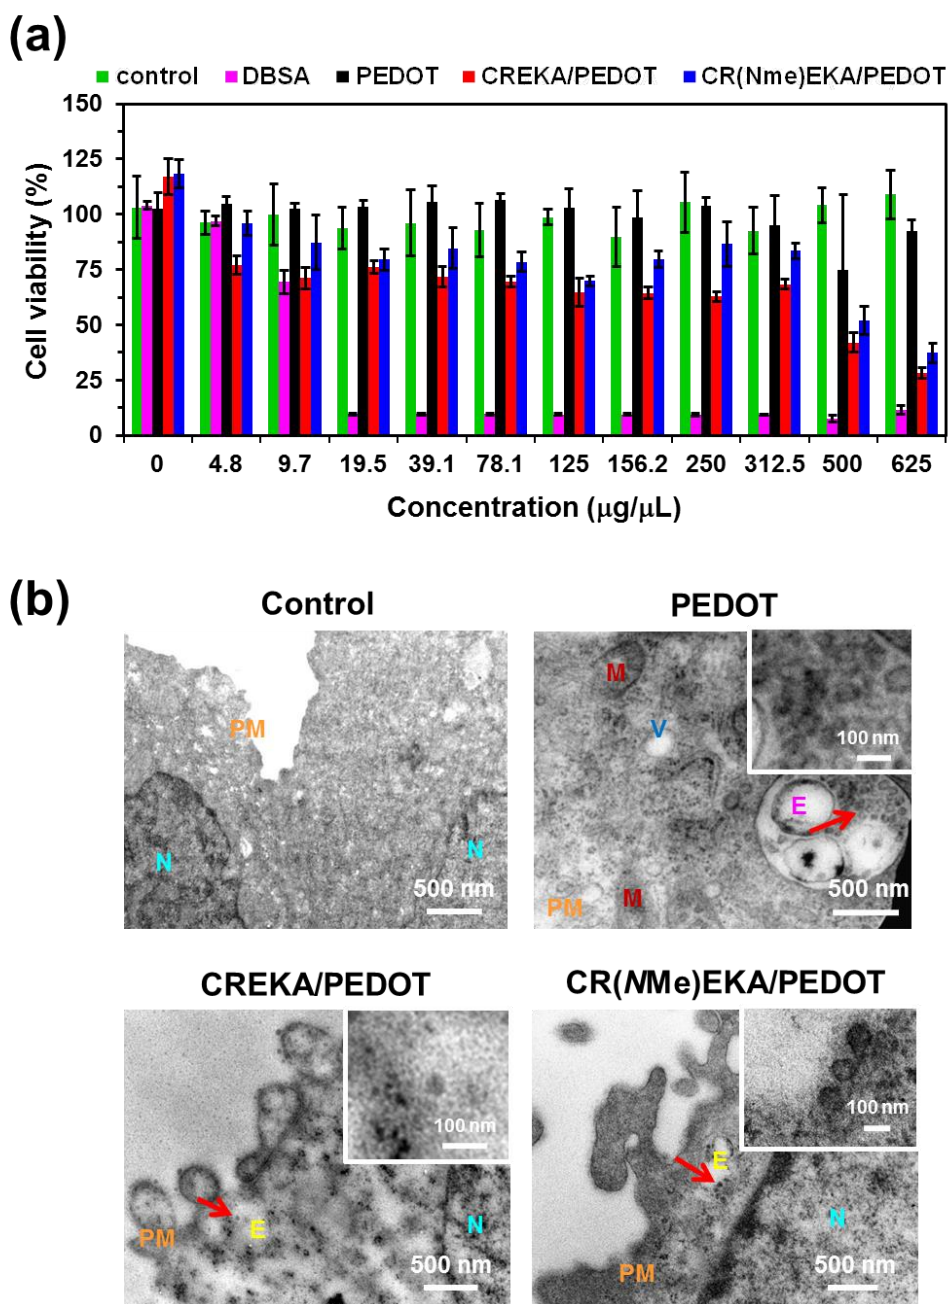 (a)
control DBSA PEDOT CREKA/PEDOT CR(Nme)EKA/PEDOT
150
125
100
75
50
25
0
Cell viability (%)
0 4.8 9.7 19.5 39.1 78.1 125 156.2 250 312.5 500 625
Concentration (μg/μL)
(b)
Control
PM
N
N
500 nm
PEDOT
M
V
100 nm
E
PM
M
500 nm
CREKA/PEDOT
100 nm
PM
E
N
500 nm
CR(NMe)EKA/PEDOT
100 nm
E
N
PM
500 nm